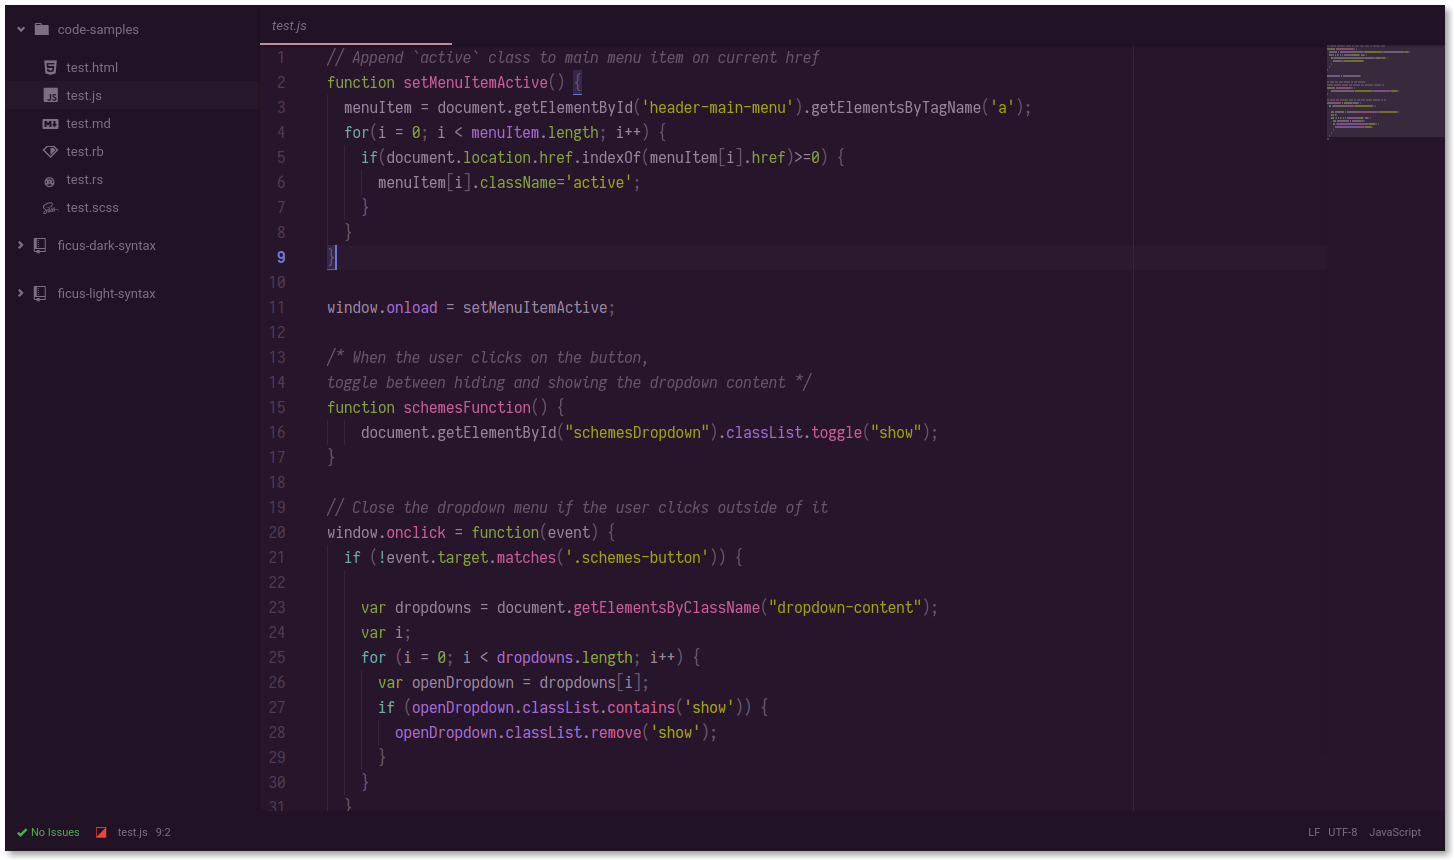 code-samples
test.html
test.js
test.md
test.rb
test.rs
test.scss
ficus-dark-syntax
ficus-light-syntax
test.js
1 // Append `active` class to main menu item on current href
2 function setMenuItemActive() {
3   menuItem = document.getElementById('header-main-menu').getElementsByTagName('a');
4   for(i = 0; i < menuItem.length; i++) {
5     if(document.location.href.indexOf(menuItem[i].href)>=0) {
6       menuItem[i].className='active';
7     }
8   }
9 }
10
11 window.onload = setMenuItemActive;
12
13 /* When the user clicks on the button,
14 toggle between hiding and showing the dropdown content */
15 function schemesFunction() {
16     document.getElementById("schemesDropdown").classList.toggle("show");
17 }
18
19 // Close the dropdown menu if the user clicks outside of it
20 window.onclick = function(event) {
21   if (!event.target.matches('.schemes-button')) {
22
23     var dropdowns = document.getElementsByClassName("dropdown-content");
24     var i;
25     for (i = 0; i < dropdowns.length; i++) {
26       var openDropdown = dropdowns[i];
27       if (openDropdown.classList.contains('show')) {
28         openDropdown.classList.remove('show');
29       }
30     }
31   }
No Issues test.js 9:2 LF UTF-8 JavaScript